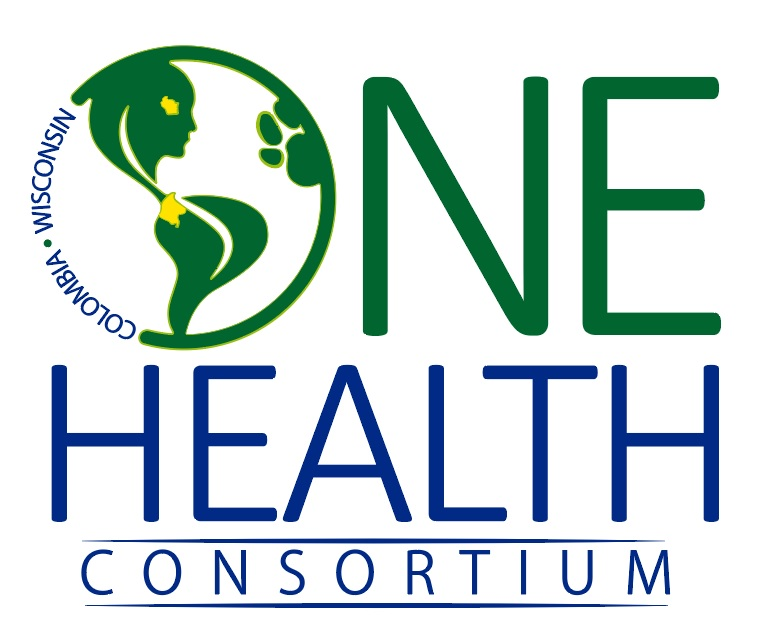 COLOMBIA • WISCONSIN
ONE
HEALTH
CONSORTIUM